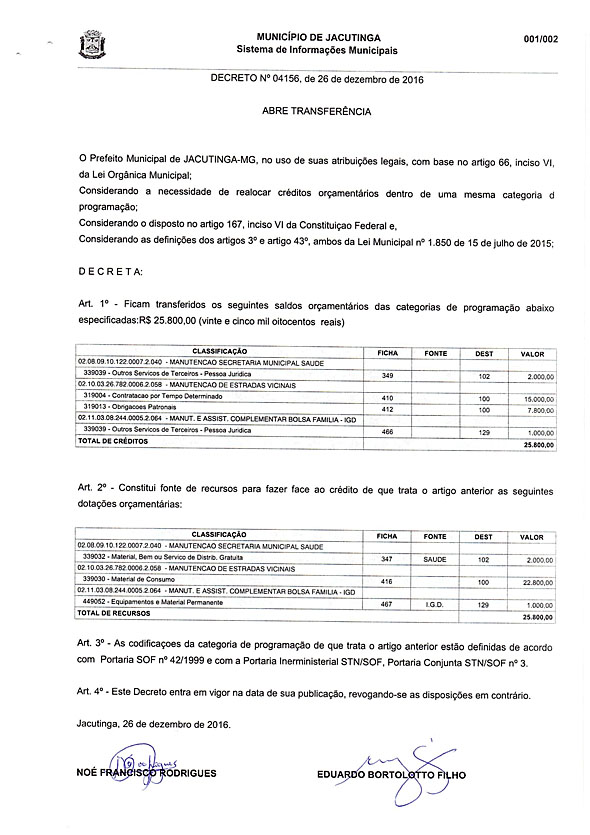 MUNICÍPIO DE JACUTINGA
001/002
Sistema de Informações Municipais
DECRETO Nº 04156, de 26 de dezembro de 2016
ABRE TRANSFERÊNCIA
O Prefeito Municipal de JACUTINGA-MG, no uso de suas atribuições legais, com base no artigo 66, inciso VI,
da Lei Orgânica Municipal;
Considerando a necessidade de realocar créditos orçamentários dentro de uma mesma categoria d
programação;
Considerando o disposto no artigo 167, inciso VI da Constituiçao Federal e,
Considerando as definições dos artigos 3º e artigo 43º, ambos da Lei Municipal nº 1.850 de 15 de julho de 2015;
D E C R E T A:
Art. 1º - Ficam transferidos os seguintes saldos orçamentários das categorias de programação abaixo
especificadas:R$ 25.800,00 (vinte e cinco mil oitocentos reais)
CLASSIFICAÇÃO FICHA FONTE DEST VALOR
02.08.09.10.122.0007.2.040 - MANUTENCAO SECRETARIA MUNICIPAL SAUDE
339039 - Outros Servicos de Terceiros - Pessoa Juridica 349 102 2.000,00
02.10.03.26.782.0006.2.058 - MANUTENCAO DE ESTRADAS VICINAIS
319004 - Contratacao por Tempo Determinado 410 100 15.000,00
319013 - Obrigacoes Patronais 412 100 7.800,00
02.11.03.08.244.0005.2.064 - MANUT. E ASSIST. COMPLEMENTAR BOLSA FAMILIA - IGD
339039 - Outros Servicos de Terceiros - Pessoa Juridica 466 129 1.000,00
TOTAL DE CRÉDITOS 25.800,00
Art. 2º - Constitui fonte de recursos para fazer face ao crédito de que trata o artigo anterior as seguintes
dotações orçamentárias:
CLASSIFICAÇÃO FICHA FONTE DEST VALOR
02.08.09.10.122.0007.2.040 - MANUTENCAO SECRETARIA MUNICIPAL SAUDE
339032 - Material, Bem ou Servico de Distrib. Gratuita 347 SAUDE 102 2.000,00
02.10.03.26.782.0006.2.058 - MANUTENCAO DE ESTRADAS VICINAIS
339030 - Material de Consumo 416 100 22.800,00
02.11.03.08.244.0005.2.064 - MANUT. E ASSIST. COMPLEMENTAR BOLSA FAMILIA - IGD
449052 - Equipamentos e Material Permanente 467 I.G.D. 129 1.000,00
TOTAL DE RECURSOS 25.800,00
Art. 3º - As codificaçoes da categoria de programação de que trata o artigo anterior estão definidas de acordo
com Portaria SOF nº 42/1999 e com a Portaria Inerministerial STN/SOF, Portaria Conjunta STN/SOF nº 3.
Art. 4º - Este Decreto entra em vigor na data de sua publicação, revogando-se as disposições em contrário.
Jacutinga, 26 de dezembro de 2016.
NOÉ FRANCISCO RODRIGUES
EDUARDO BORTOLOTTO FILHO